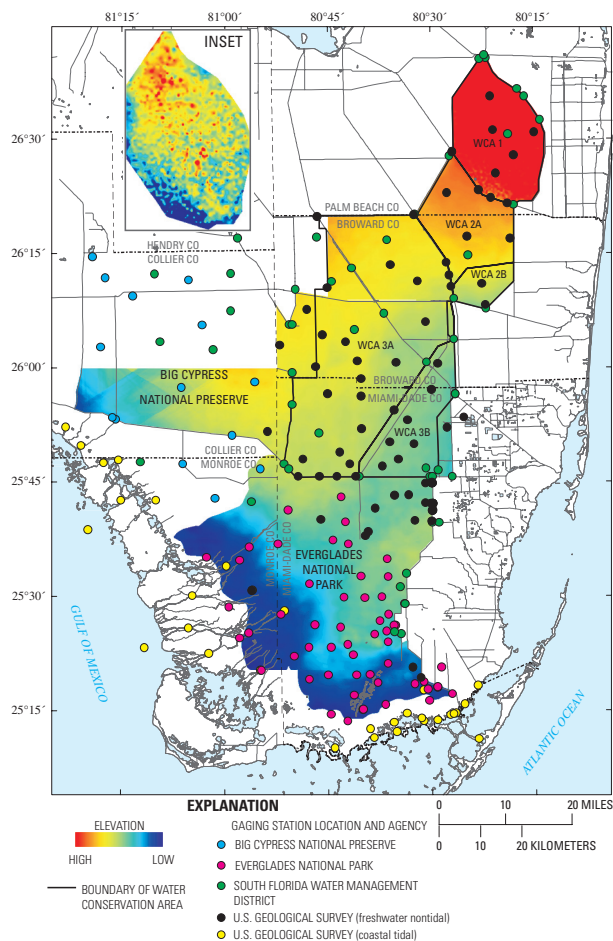 81°15′ 81°00′ 80°45′ 80°30′ 80°15′
INSET
26°30′
WCA 1
PALM BEACH CO
BROWARD CO
WCA 2A
26°15′
HENDRY CO
COLLIER CO
WCA 2B
WCA 3A
26°00′
BIG CYPRESS
NATIONAL PRESERVE
BROWARD CO
MIAMI-DADE CO
WCA 3B
COLLIER CO
MONROE CO
25°45′
MONROE CO
MIAMI-DADE CO
EVERGLADES
NATIONAL
PARK
25°30′
GULF OF MEXICO
25°15′
ATLANTIC OCEAN
EXPLANATION
0 10 20 MILES
0 10 20 KILOMETERS
ELEVATION
HIGH LOW
BOUNDARY OF WATER
CONSERVATION AREA
GAGING STATION LOCATION AND AGENCY
BIG CYPRESS NATIONAL PRESERVE
EVERGLADES NATIONAL PARK
SOUTH FLORIDA WATER MANAGEMENT
DISTRICT
U.S. GEOLOGICAL SURVEY (freshwater nontidal)
U.S. GEOLOGICAL SURVEY (coastal tidal)